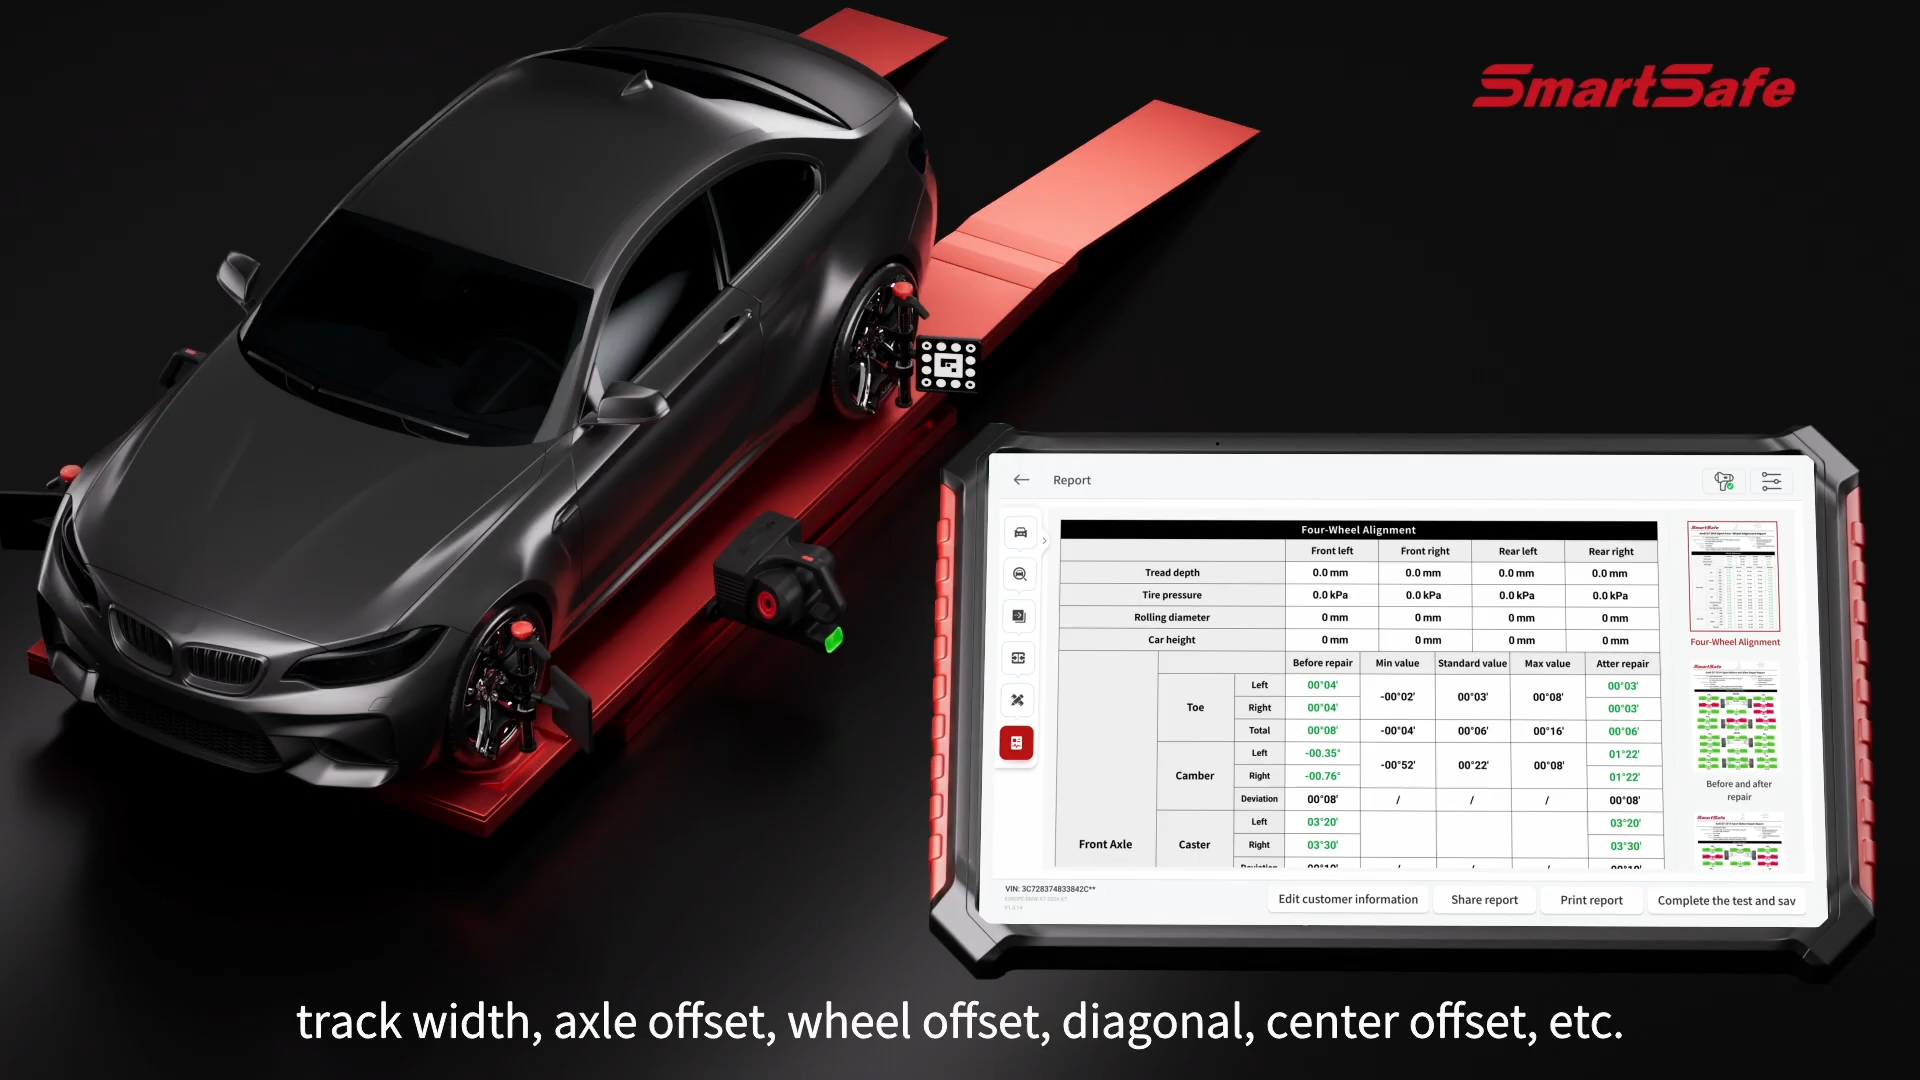 SmartSafe
Report
Four-Wheel Alignment
Front left Front right Rear left Rear right
Tread depth 0.0 mm 0.0 mm 0.0 mm 0.0 mm
Tire pressure 0.0 kPa 0.0 kPa 0.0 kPa 0.0 kPa
Rolling diameter 0 mm 0 mm 0 mm 0 mm
Car height 0 mm 0 mm 0 mm 0 mm
Before repair Min value Standard value Max value Atter repair
Front Axle
Toe
Left 00°04' -00°02' 00°03' 00°08' 00°03'
Right 00°04' 00°03'
Total 00°08' -00°04' 00°06' 00°16' 00°06'
Camber
Left -00.35° -00°52' 00°22' 00°08' 01°22'
Right -00.76° 01°22'
Deviation 00°08' / / / 00°08'
Caster
Left 03°20' 03°20'
Right 03°30' 03°30'
SmartSafe
Four-Wheel Alignment
SmartSafe
Before and after
repair
SmartSafe
VIN: 3C728374833842C**
Edit customer information Share report Print report Complete the test and sav
track width, axle offset, wheel offset, diagonal, center offset, etc.